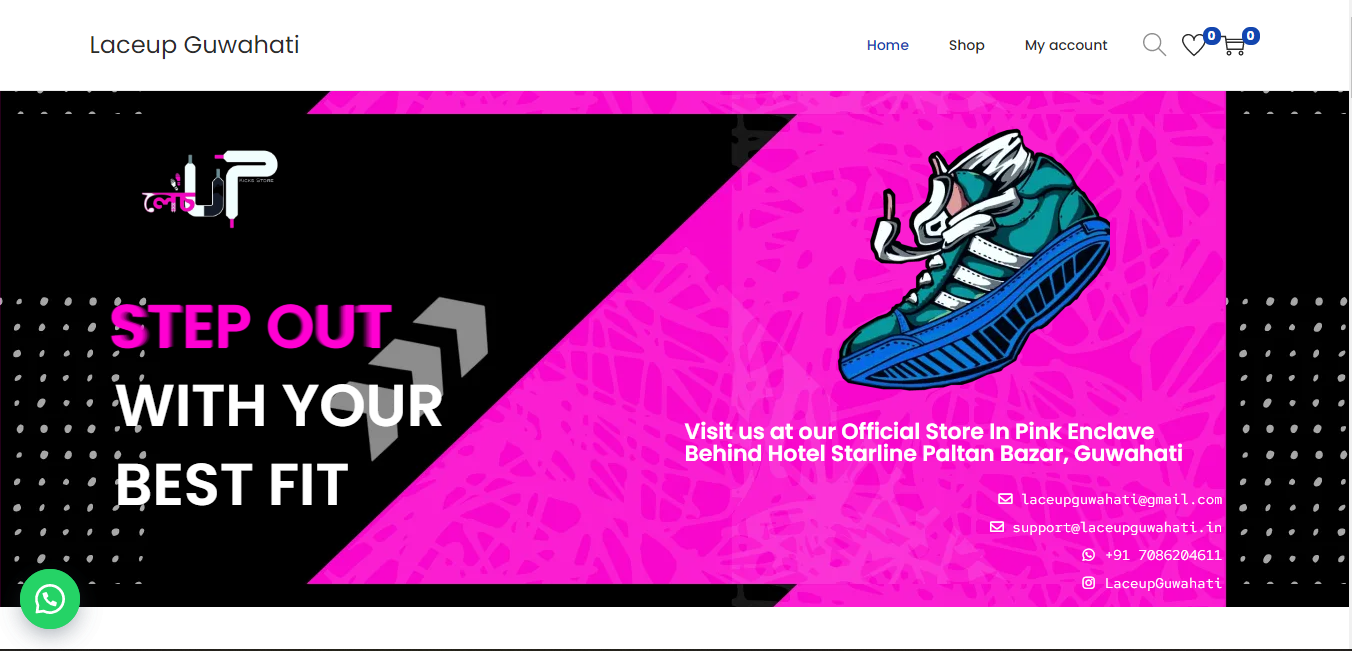 Laceup Guwahati
Home
Shop
My account
0
0
লেচ UP
KICKS STORE
STEP OUT
WITH YOUR
BEST FIT
Visit us at our Official Store In Pink Enclave
Behind Hotel Starline Paltan Bazar, Guwahati
laceupguwahati@gmail.com
support@laceupguwahati.in
+91 7086204611
LaceupGuwahati